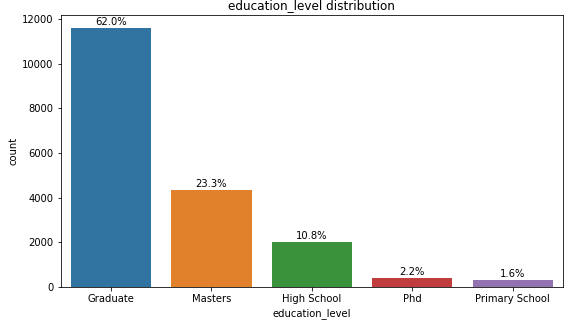 education_level distribution
12000
10000
8000
6000
4000
2000
0
count
62.0%
23.3%
10.8%
2.2%
1.6%
Graduate
Masters
High School
Phd
Primary School
education_level